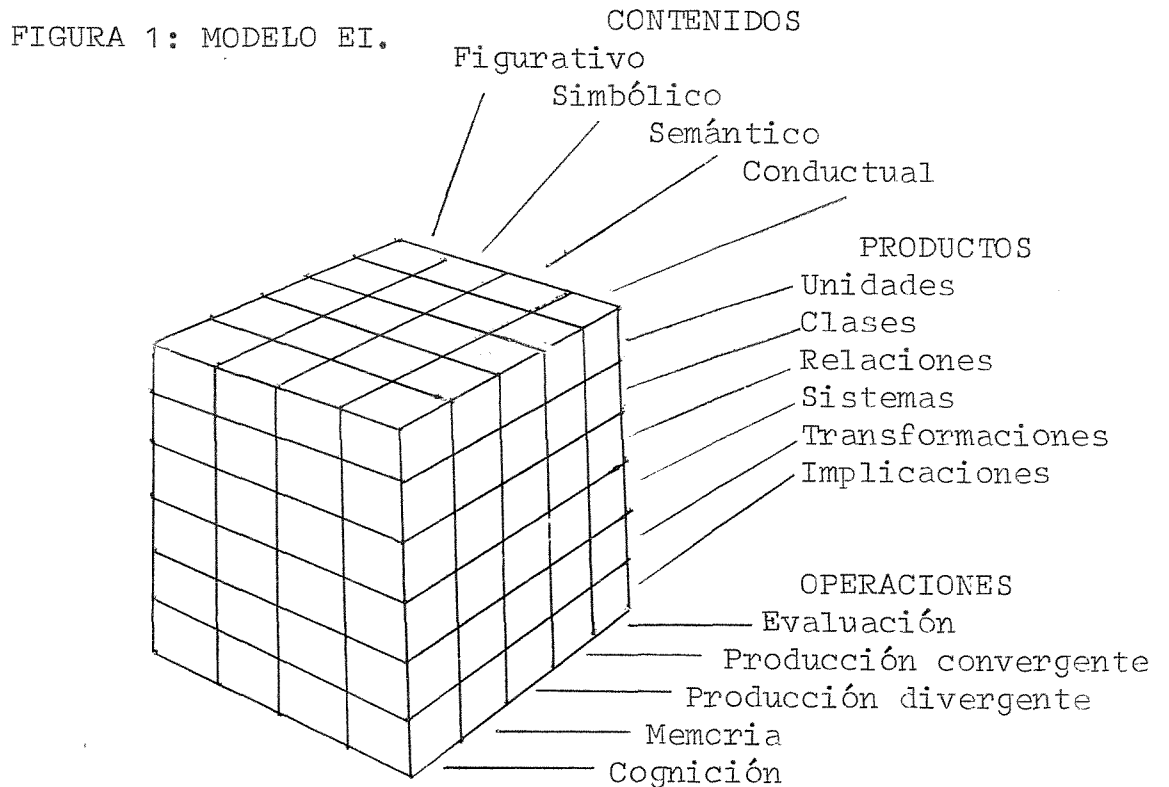 FIGURA 1: MODELO EI.
CONTENIDOS
Figurativo
Simbólico
Semántico
Conductual
PRODUCTOS
Unidades
Clases
Relaciones
Sistemas
Transformaciones
Implicaciones
OPERACIONES
Evaluación
Producción convergente
Producción divergente
Memoria
Cognición